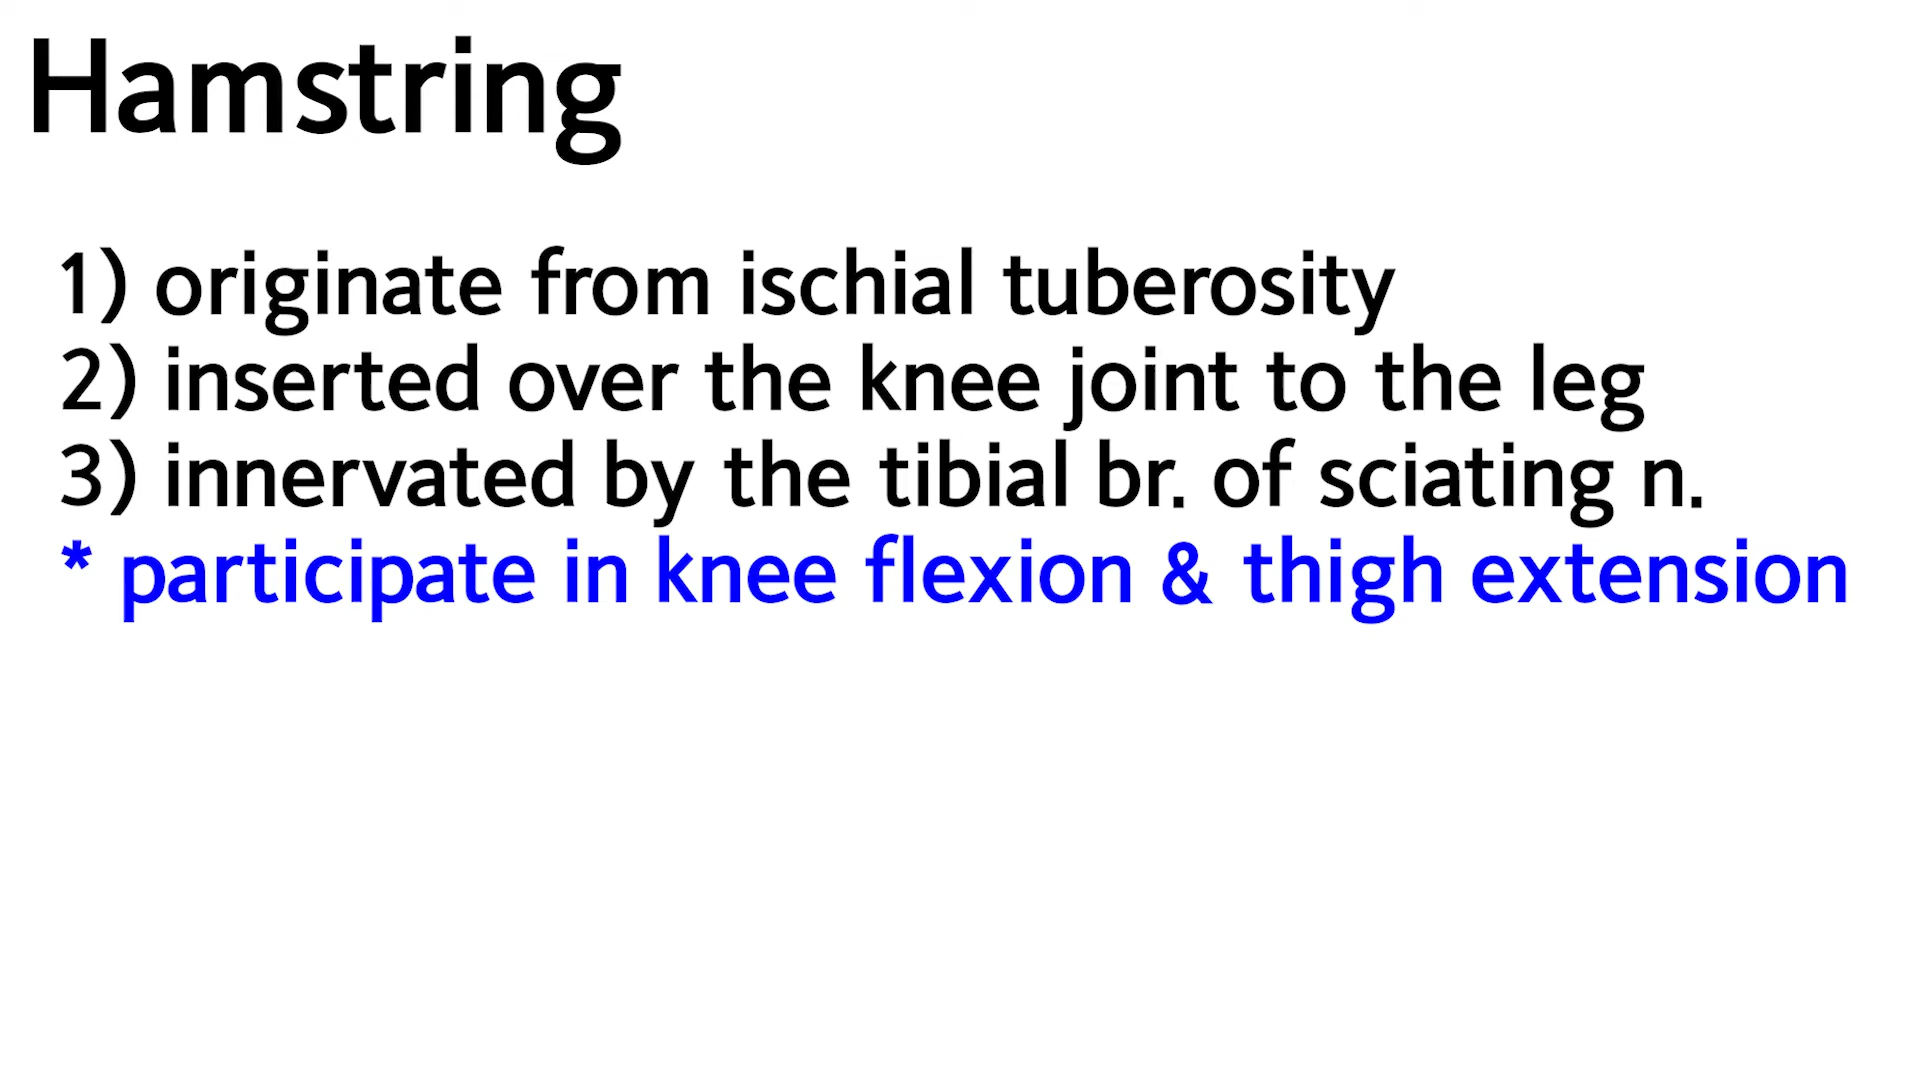 Hamstring
1) originate from ischial tuberosity
2) inserted over the knee joint to the leg
3) innervated by the tibial br. of sciating n.
* participate in knee flexion & thigh extension